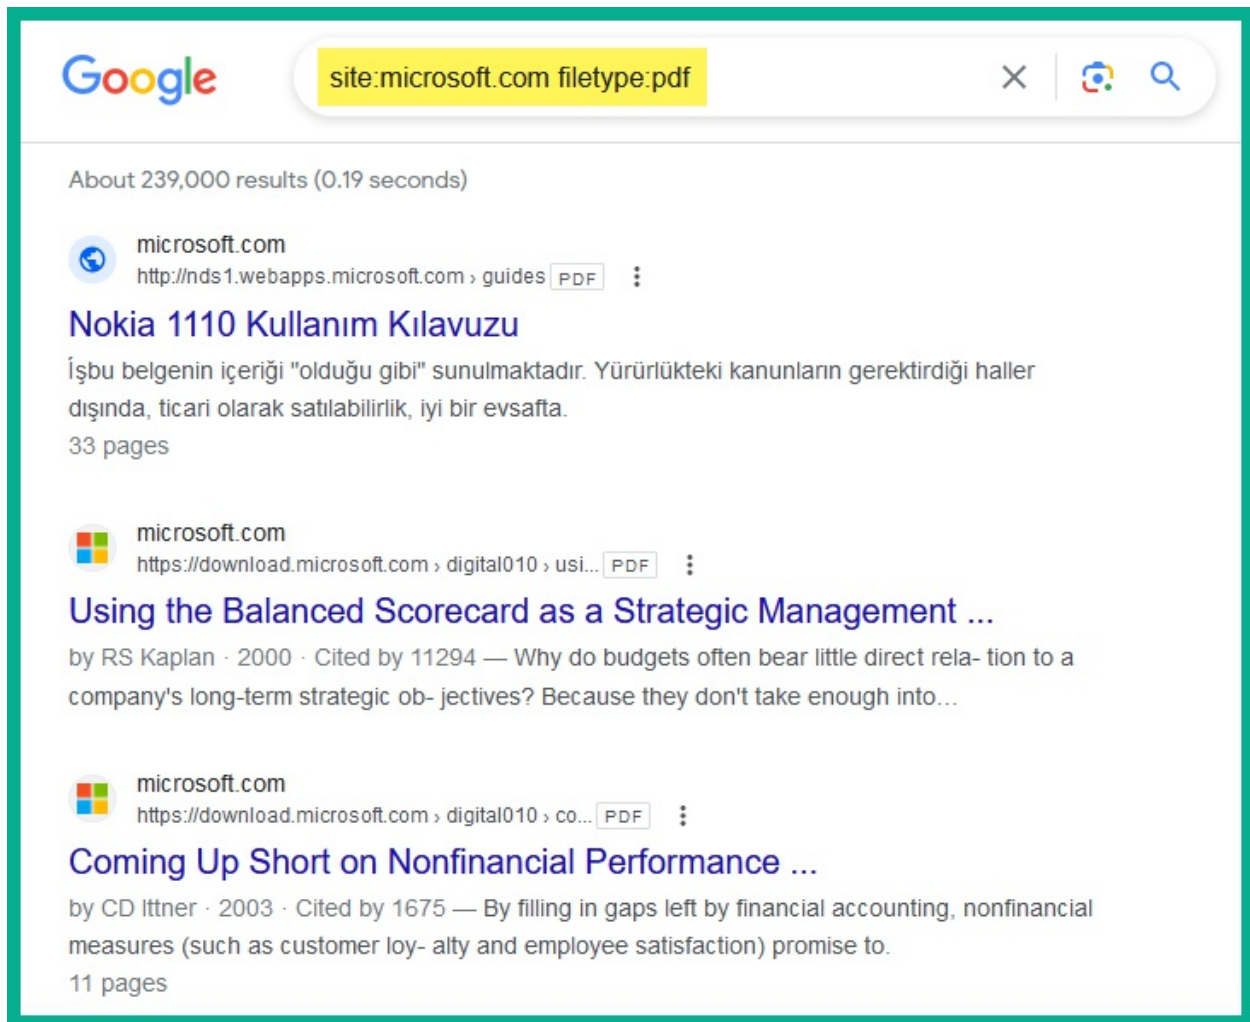 Google
site:microsoft.com filetype:pdf
About 239,000 results (0.19 seconds)
microsoft.com
http://nds1.webapps.microsoft.com › guides PDF
Nokia 1110 Kullanım Kılavuzu
İşbu belgenin içeriği "olduğu gibi" sunulmaktadır. Yürürlükteki kanunların gerektirdiği haller
dışında, ticari olarak satılabilirlik, iyi bir evsafta.
33 pages
microsoft.com
https://download.microsoft.com › digital010 › usi... PDF
Using the Balanced Scorecard as a Strategic Management ...
by RS Kaplan · 2000 · Cited by 11294 — Why do budgets often bear little direct rela- tion to a
company's long-term strategic ob- jectives? Because they don't take enough into...
microsoft.com
https://download.microsoft.com › digital010 › co... PDF
Coming Up Short on Nonfinancial Performance ...
by CD Ittner · 2003 · Cited by 1675 — By filling in gaps left by financial accounting, nonfinancial
measures (such as customer loy- alty and employee satisfaction) promise to.
11 pages